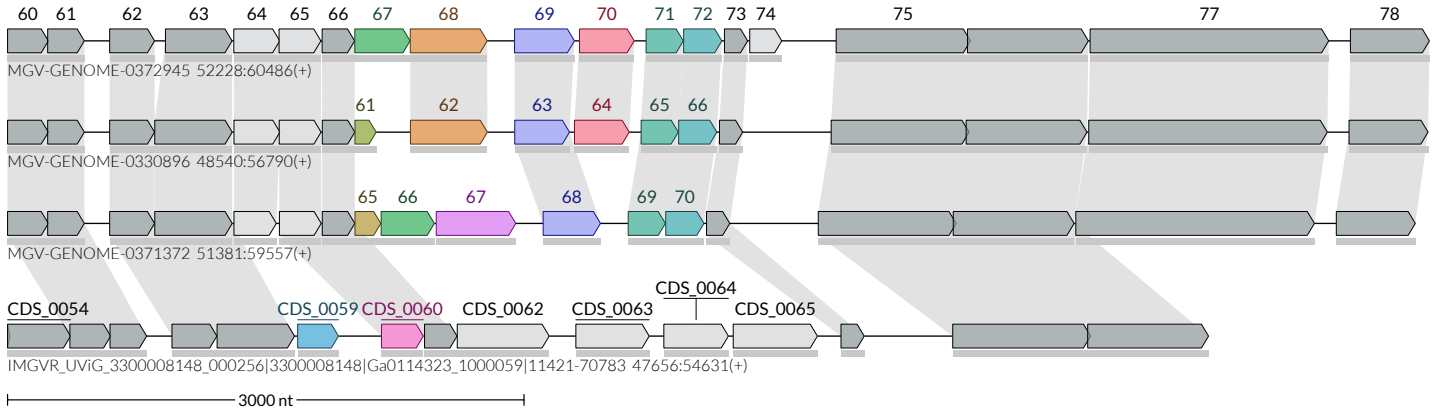 60 61 62 63 64 65 66 67 68 69 70 71 72 73 74 75 77 78
MGV-GENOME-0372945 52228:60486(+)
61 62 63 64 65 66
MGV-GENOME-0330896 48540:56790(+)
65 66 67 68 69 70
MGV-GENOME-0371372 51381:59557(+)
CDS_0064
CDS_0054 CDS_0059 CDS_0060 CDS_0062 CDS_0063 CDS_0065
IMGVR_UViG_3300008148_000256|3300008148|Ga0114323_1000059|11421-70783 47656:54631(+)
3000 nt